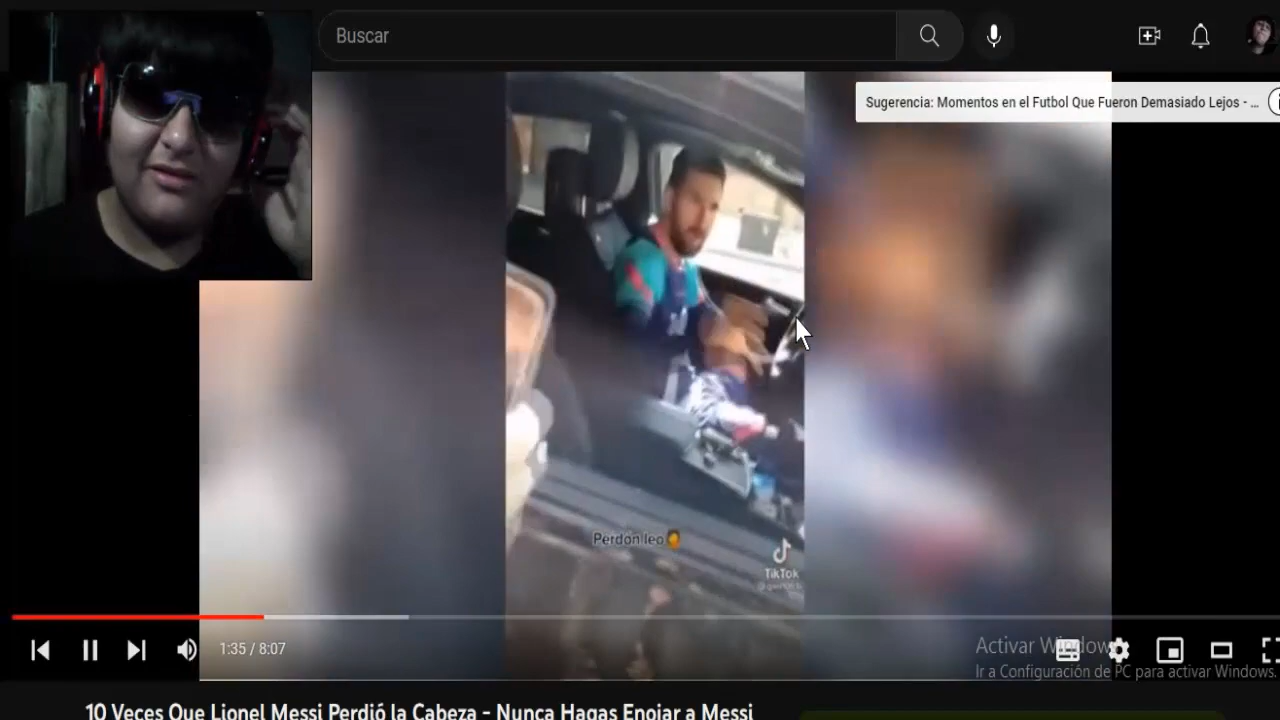 Buscar
Sugerencia: Momentos en el Futbol Que Fueron Demasiado Lejos - ...
Perdón leo
TikTok
1:35 / 8:07
Activar Windows
Ir a Configuración de PC para activar Windows.
10 Veces Que Lionel Messi Perdió la Cabeza - Nunca Hagas Enojar a Messi